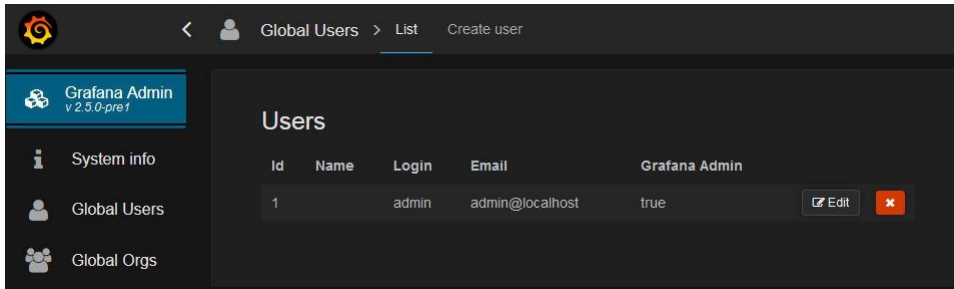 Global Users > List Create user
Grafana Admin
v 2.5.0-pre1
System info
Global Users
Global Orgs
Users
Id Name Login Email Grafana Admin
1 admin admin@localhost true Edit